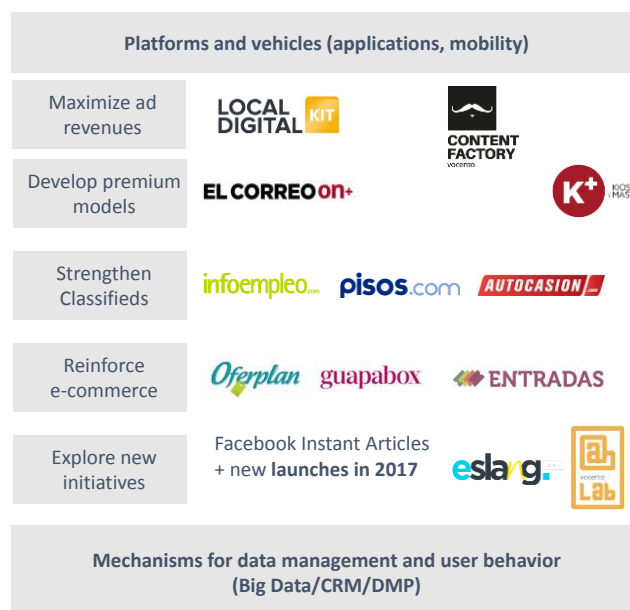 Platforms and vehicles (applications, mobility)
Maximize ad
revenues
LOCAL
DIGITAL KIT
CONTENT
FACTORY
vocento
Develop premium
models
EL CORREO on+
K+ KIOS
Y MÁS
Strengthen
Classifieds
infoempleo.com pisos.com AUTOCASION.com
Reinforce
e-commerce
Oferplan guapabox ENTRADAS
Explore new
initiatives
Facebook Instant Articles
+ new launches in 2017
eslang.
vocento
Lab
Mechanisms for data management and user behavior
(Big Data/CRM/DMP)